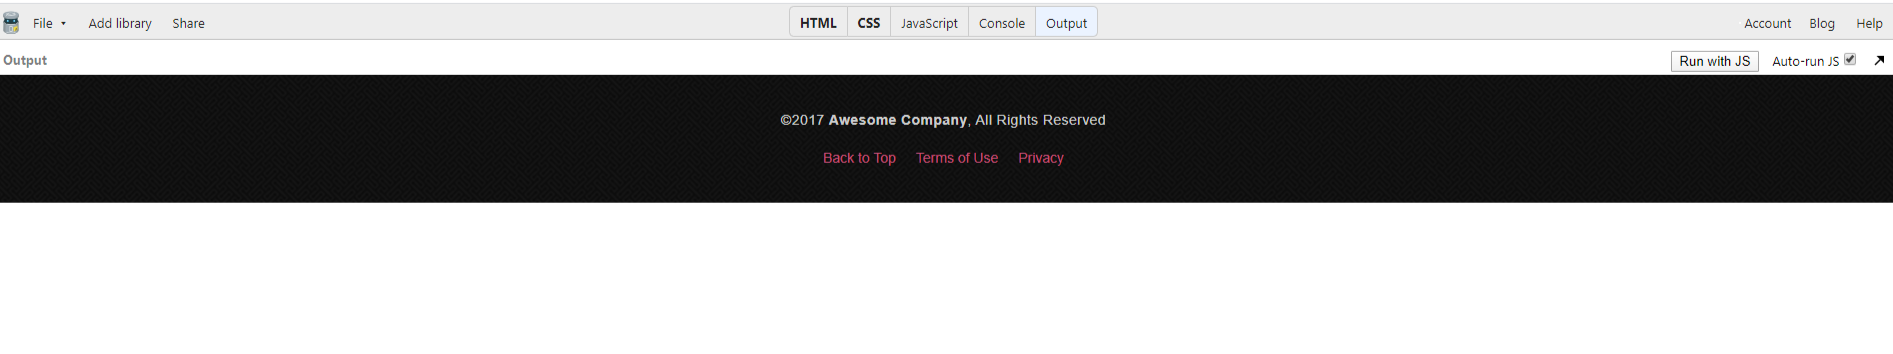 File Add library Share HTML CSS JavaScript Console Output Account Blog Help
Output Run with JS Auto-run JS
©2017 Awesome Company, All Rights Reserved
Back to Top Terms of Use Privacy